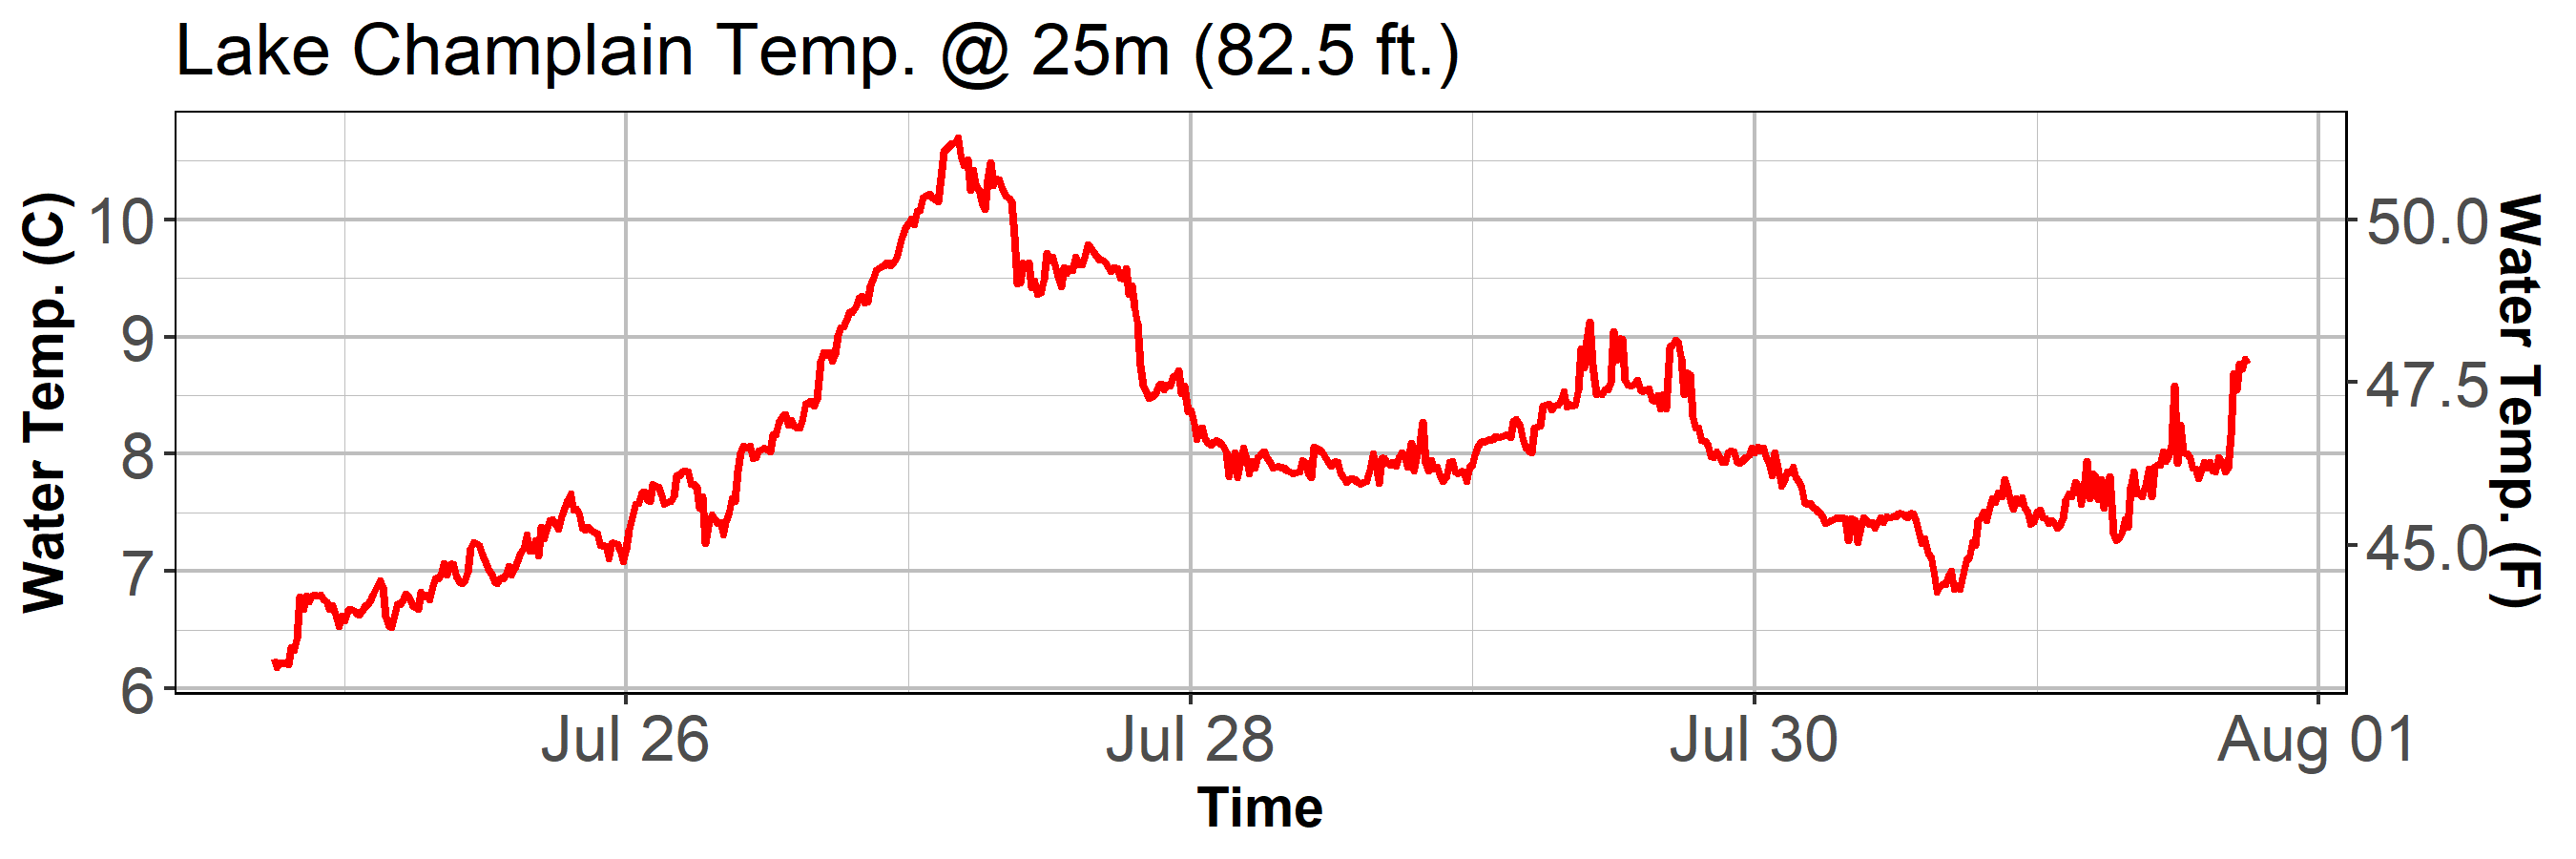 Lake Champlain Temp. @ 25m (82.5 ft.)
Water Temp. (C)
10
9
8
7
6
50.0
47.5
45.0
Water Temp. (F)
Jul 26 Jul 28 Jul 30 Aug 01
Time